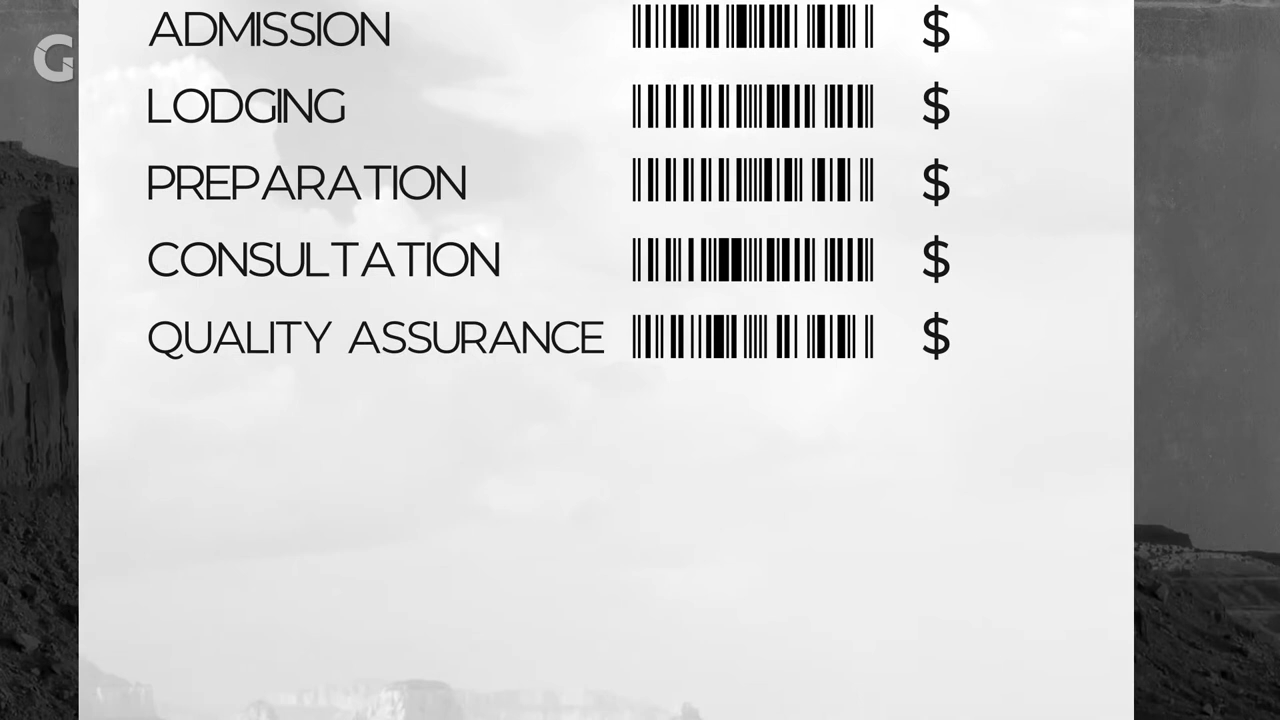 G
ADMISSION $
LODGING $
PREPARATION $
CONSULTATION $
QUALITY ASSURANCE $